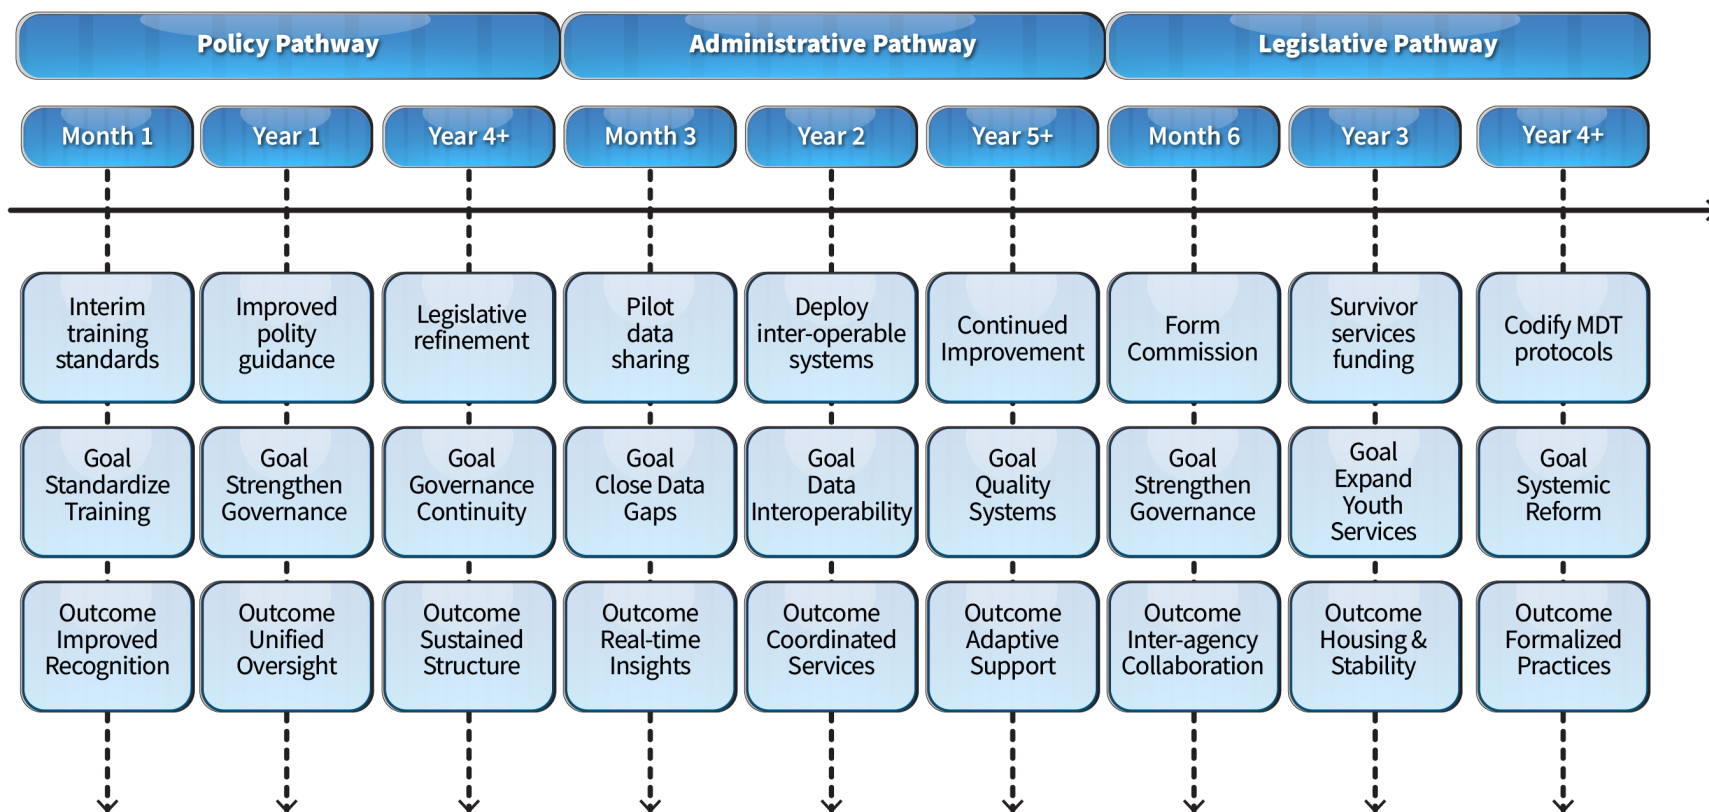 Policy Pathway
Administrative Pathway
Legislative Pathway
Month 1
Year 1
Year 4+
Month 3
Year 2
Year 5+
Month 6
Year 3
Year 4+
Interim
training
standards
Improved
polity
guidance
Legislative
refinement
Pilot
data
sharing
Deploy
inter-operable
systems
Continued
Improvement
Form
Commission
Survivor
services
funding
Codify MDT
protocols
Goal
Standardize
Training
Goal
Strengthen
Governance
Goal
Governance
Continuity
Goal
Close Data
Gaps
Goal
Data
Interoperability
Goal
Quality
Systems
Goal
Strengthen
Governance
Goal
Expand
Youth
Services
Goal
Systemic
Reform
Outcome
Improved
Recognition
Outcome
Unified
Oversight
Outcome
Sustained
Structure
Outcome
Real-time
Insights
Outcome
Coordinated
Services
Outcome
Adaptive
Support
Outcome
Inter-agency
Collaboration
Outcome
Housing &
Stability
Outcome
Formalized
Practices